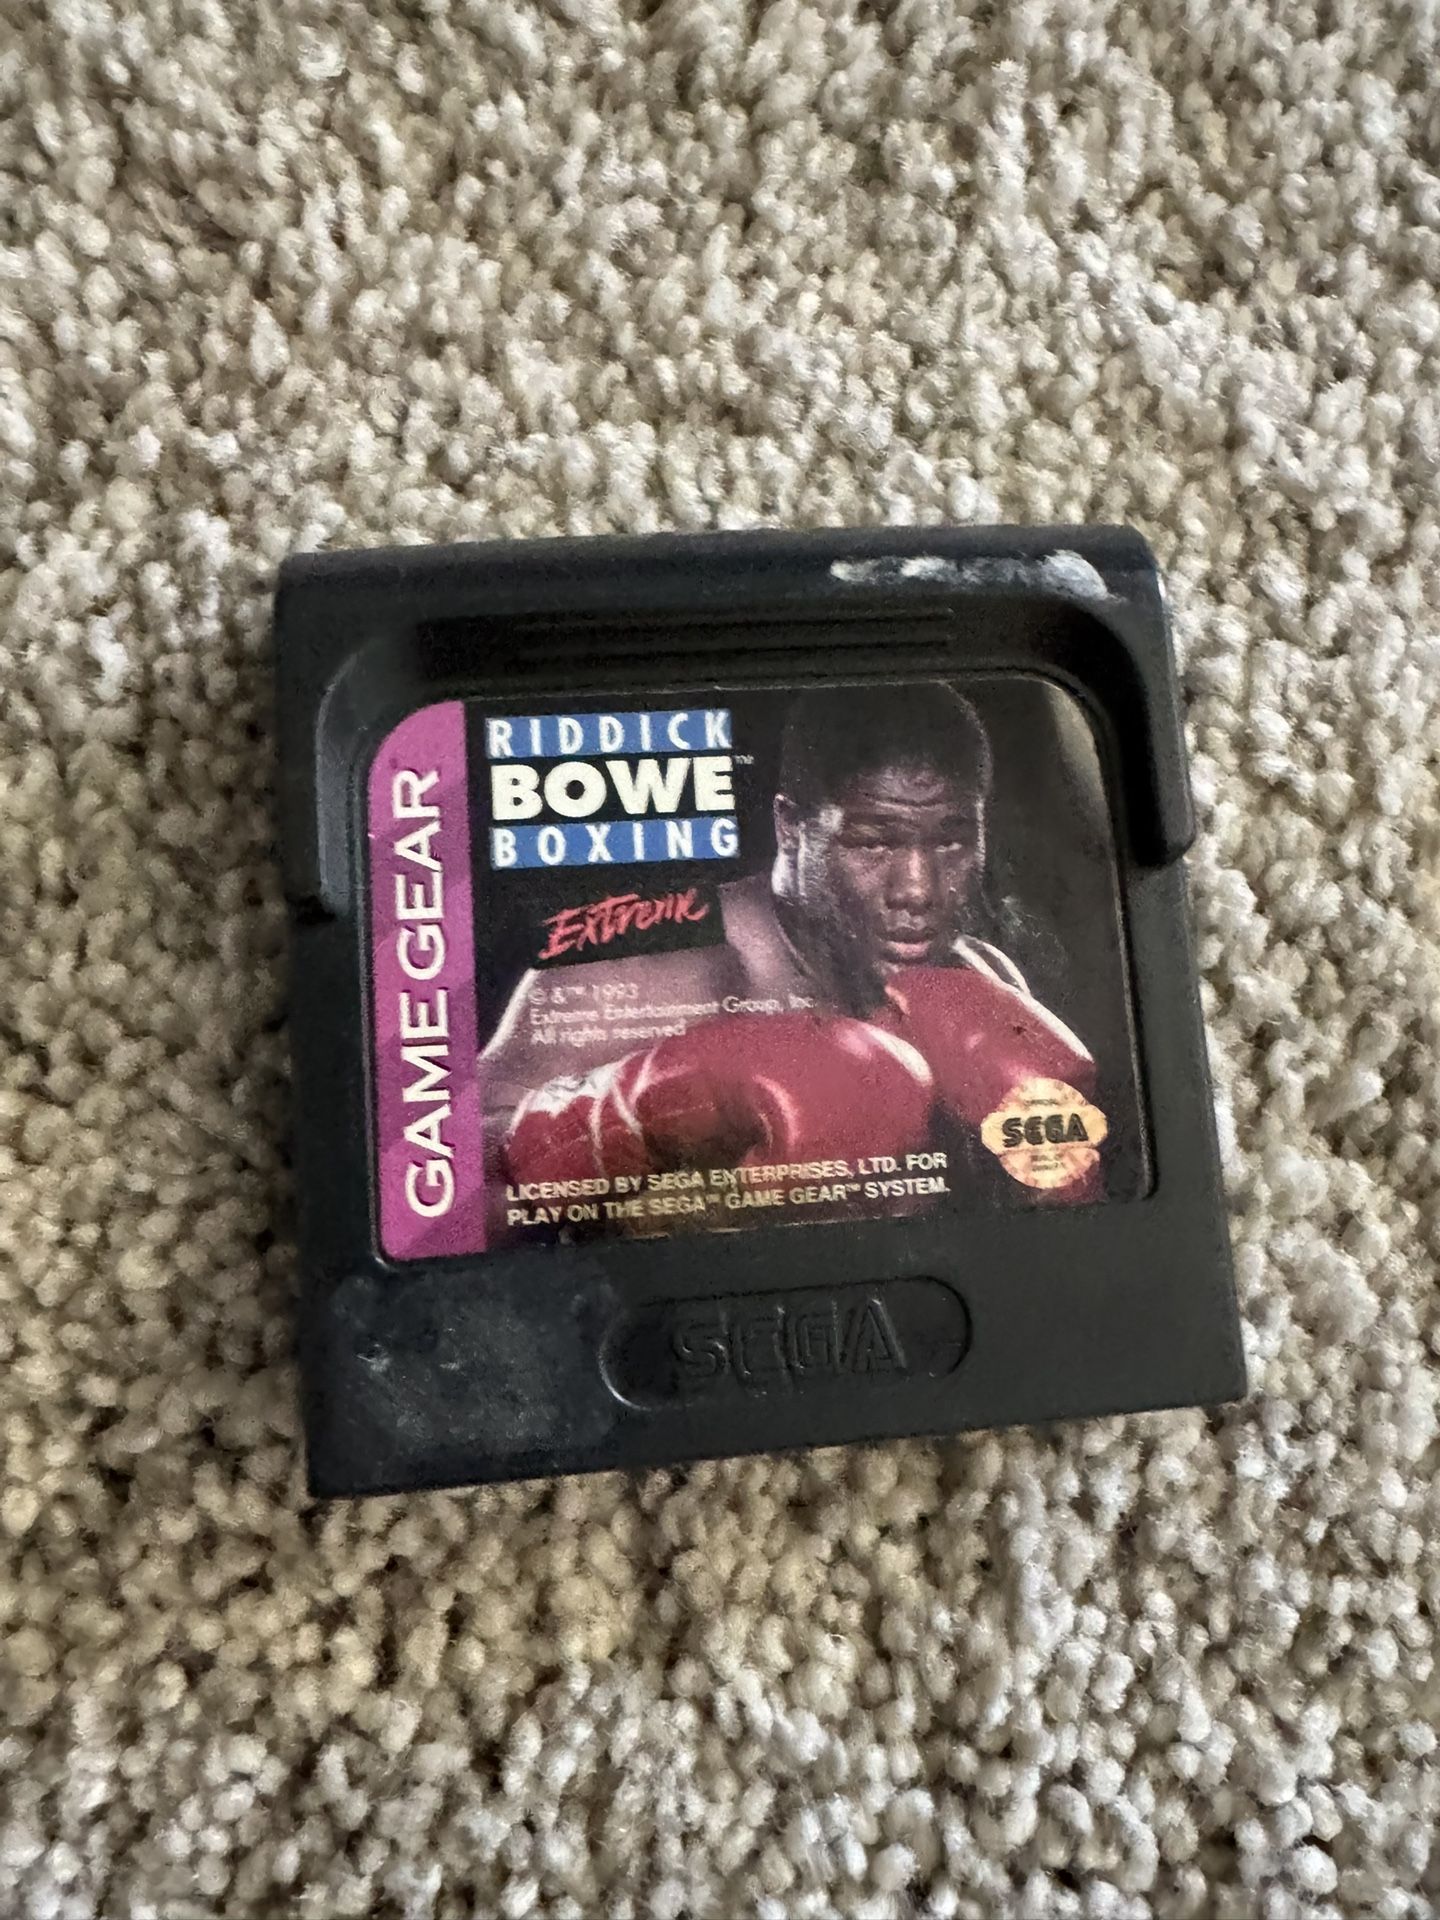 GAME GEAR
RIDDICK
BOWE™
BOXING
Extreme
© & ™ 1993
Extreme Entertainment Group, Inc.
All rights reserved
LICENSED BY SEGA ENTERPRISES, LTD. FOR
PLAY ON THE SEGA™ GAME GEAR™ SYSTEM.
SEGA
SEGA